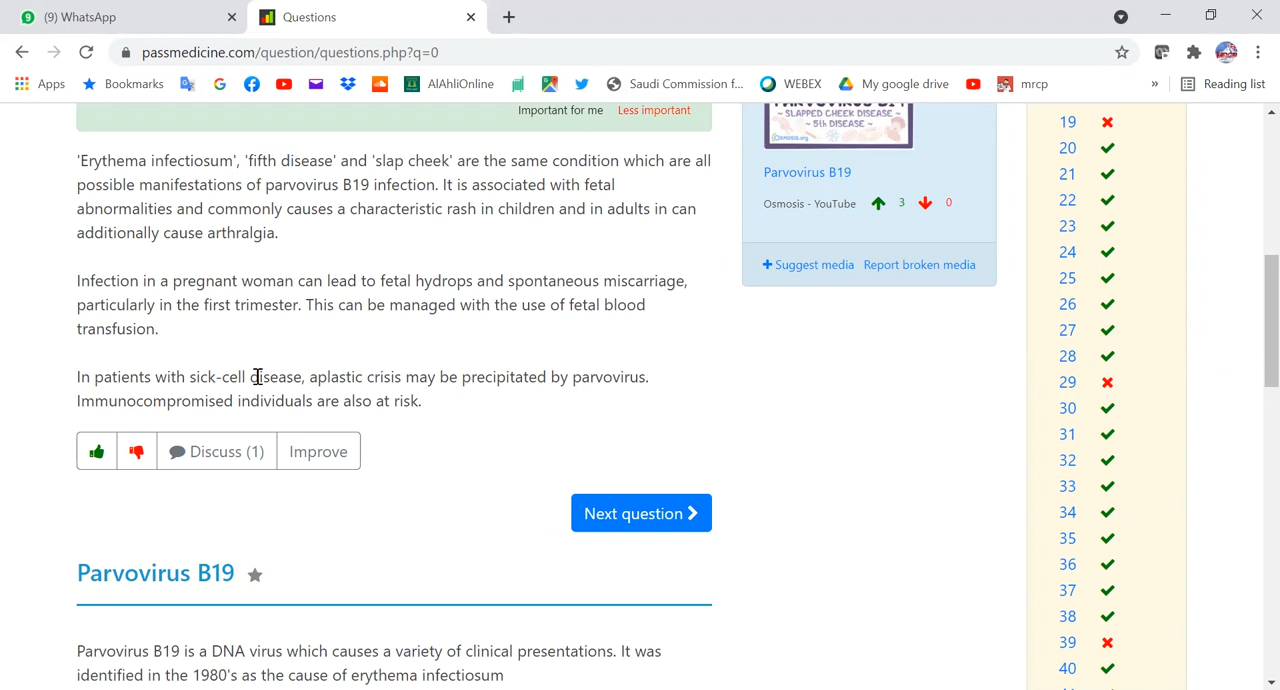 (9) WhatsApp
Questions
passmedicine.com/question/questions.php?q=0
Apps Bookmarks AlAhliOnline Saudi Commission f... WEBEX My google drive mrcp » Reading list
Important for me Less important
'Erythema infectiosum', 'fifth disease' and 'slap cheek' are the same condition which are all
possible manifestations of parvovirus B19 infection. It is associated with fetal
abnormalities and commonly causes a characteristic rash in children and in adults in can
additionally cause arthralgia.
Infection in a pregnant woman can lead to fetal hydrops and spontaneous miscarriage,
particularly in the first trimester. This can be managed with the use of fetal blood
transfusion.
In patients with sick-cell disease, aplastic crisis may be precipitated by parvovirus.
Immunocompromised individuals are also at risk.
Discuss (1) Improve
Next question
Parvovirus B19
Parvovirus B19 is a DNA virus which causes a variety of clinical presentations. It was
identified in the 1980's as the cause of erythema infectiosum
PARVOVIRUS B19
~ SLAPPED CHEEK DISEASE ~
~ 5th DISEASE ~
OSMOSIS.org
Parvovirus B19
Osmosis - YouTube 3 0
Suggest media Report broken media
19
20
21
22
23
24
25
26
27
28
29
30
31
32
33
34
35
36
37
38
39
40